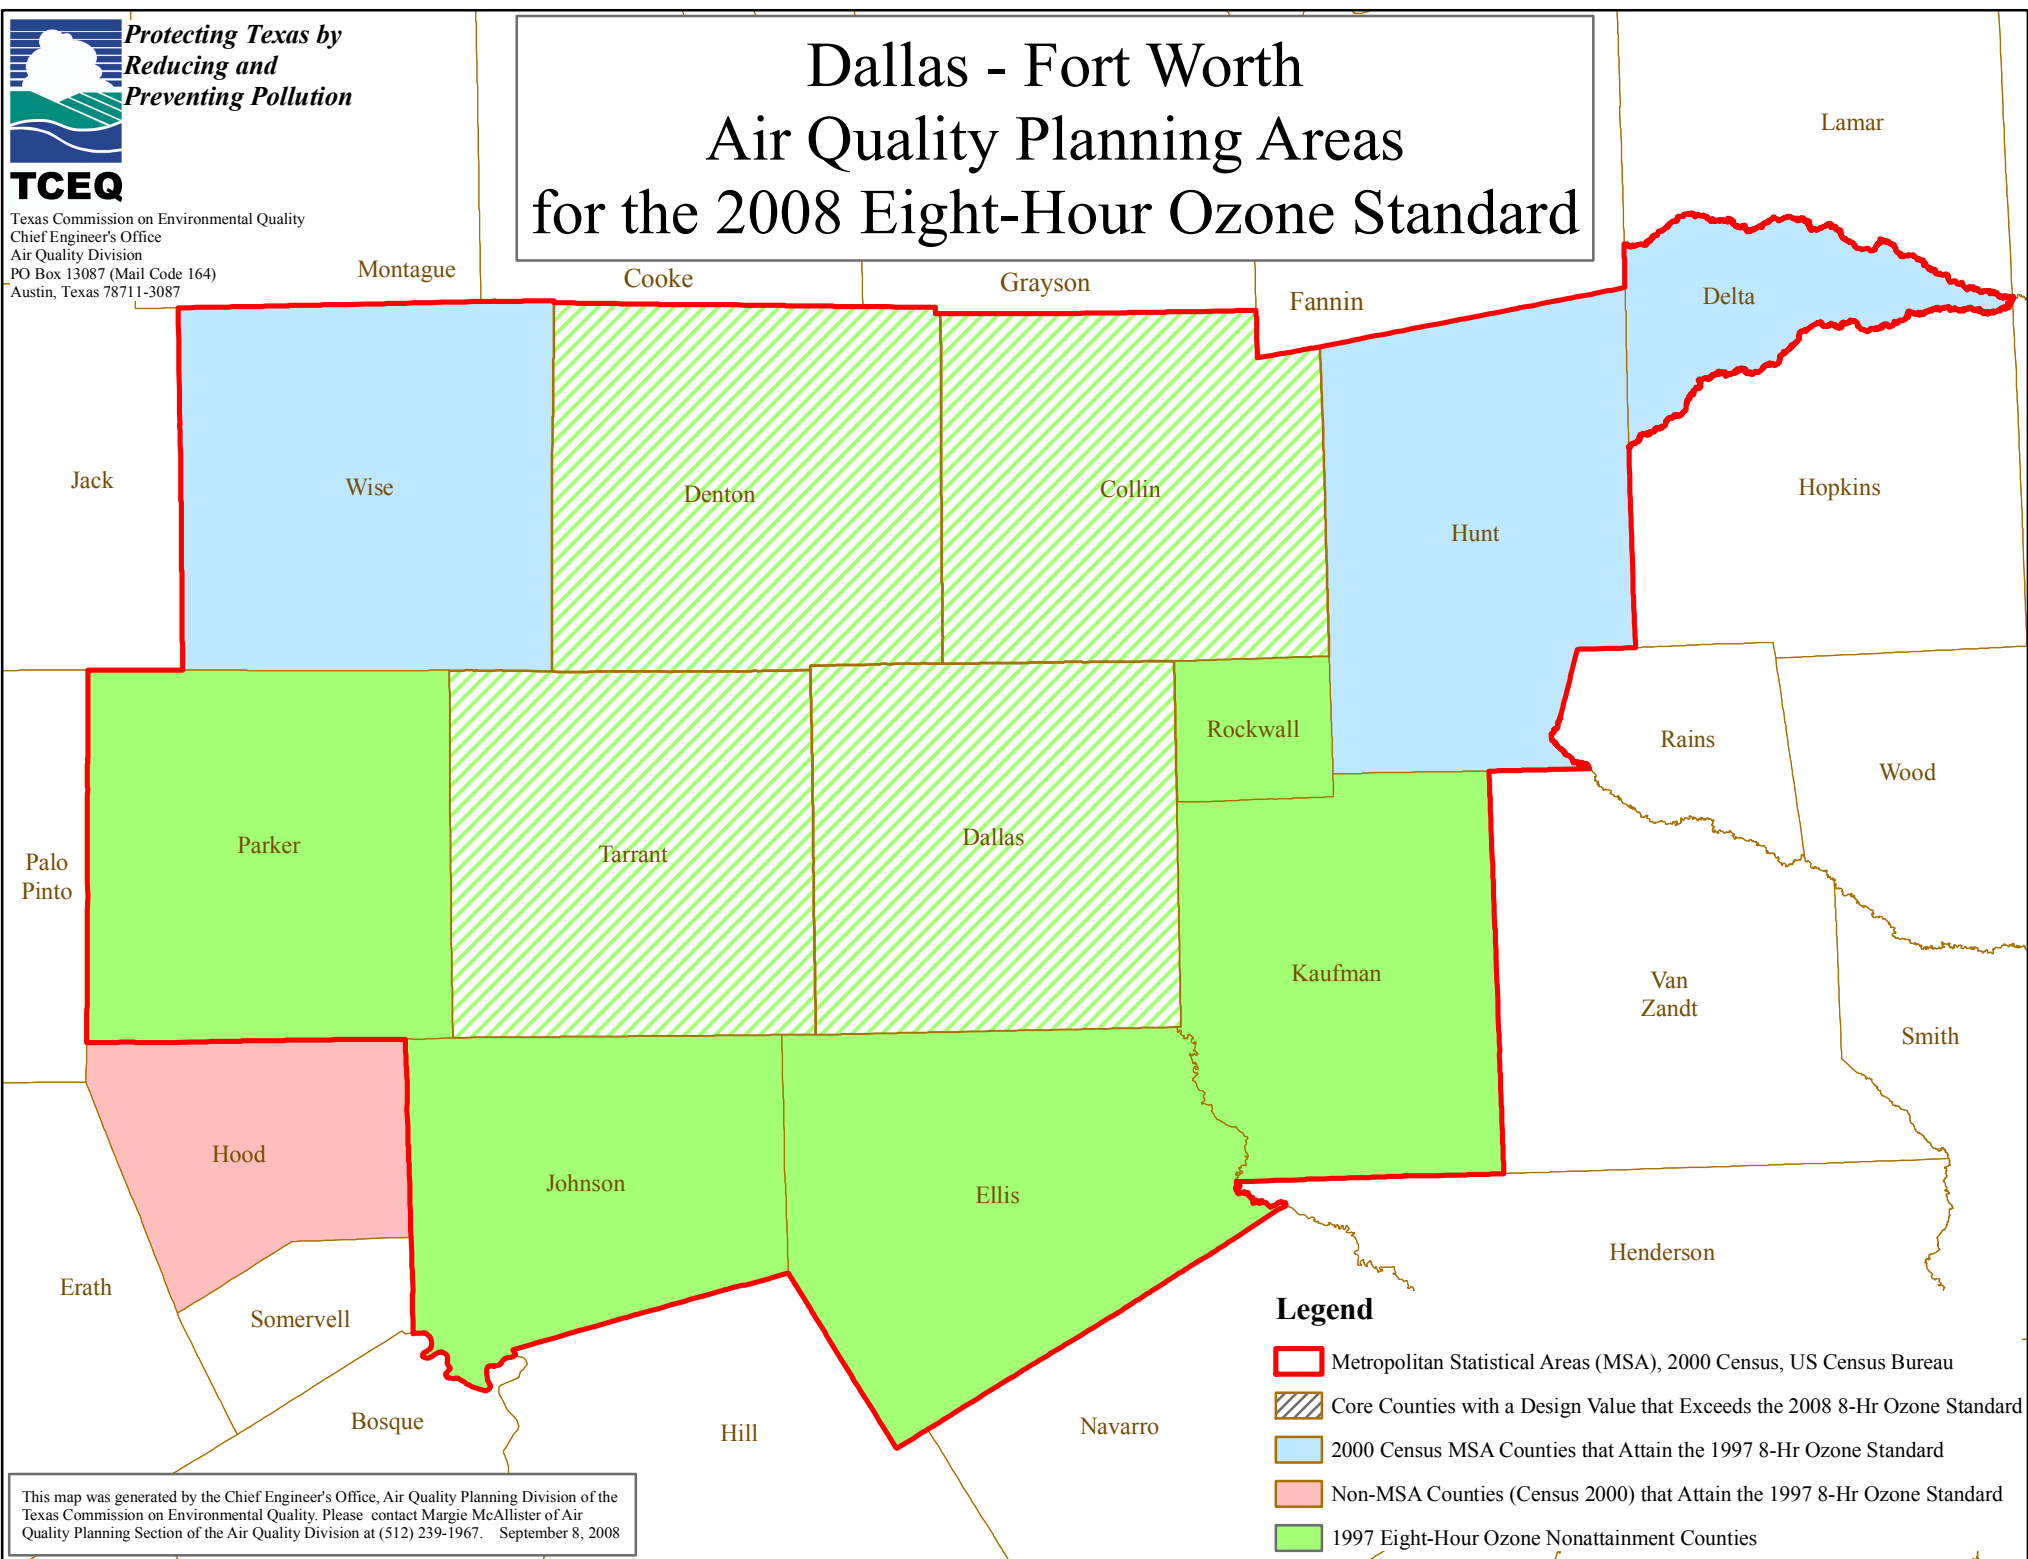 Protecting Texas by
Reducing and
Preventing Pollution
TCEQ
Texas Commission on Environmental Quality
Chief Engineer's Office
Air Quality Division
PO Box 13087 (Mail Code 164)
Austin, Texas 78711-3087
Dallas - Fort Worth
Air Quality Planning Areas
for the 2008 Eight-Hour Ozone Standard
Lamar
Montague
Cooke
Grayson
Fannin
Delta
Jack
Wise
Denton
Collin
Hunt
Hopkins
Rockwall
Rains
Wood
Palo
Pinto
Parker
Tarrant
Dallas
Kaufman
Van
Zandt
Smith
Hood
Johnson
Ellis
Henderson
Erath
Somervell
Bosque
Hill
Navarro
Legend
Metropolitan Statistical Areas (MSA), 2000 Census, US Census Bureau
Core Counties with a Design Value that Exceeds the 2008 8-Hr Ozone Standard
2000 Census MSA Counties that Attain the 1997 8-Hr Ozone Standard
Non-MSA Counties (Census 2000) that Attain the 1997 8-Hr Ozone Standard
1997 Eight-Hour Ozone Nonattainment Counties
This map was generated by the Chief Engineer's Office, Air Quality Planning Division of the
Texas Commission on Environmental Quality. Please contact Margie McAllister of Air
Quality Planning Section of the Air Quality Division at (512) 239-1967. September 8, 2008